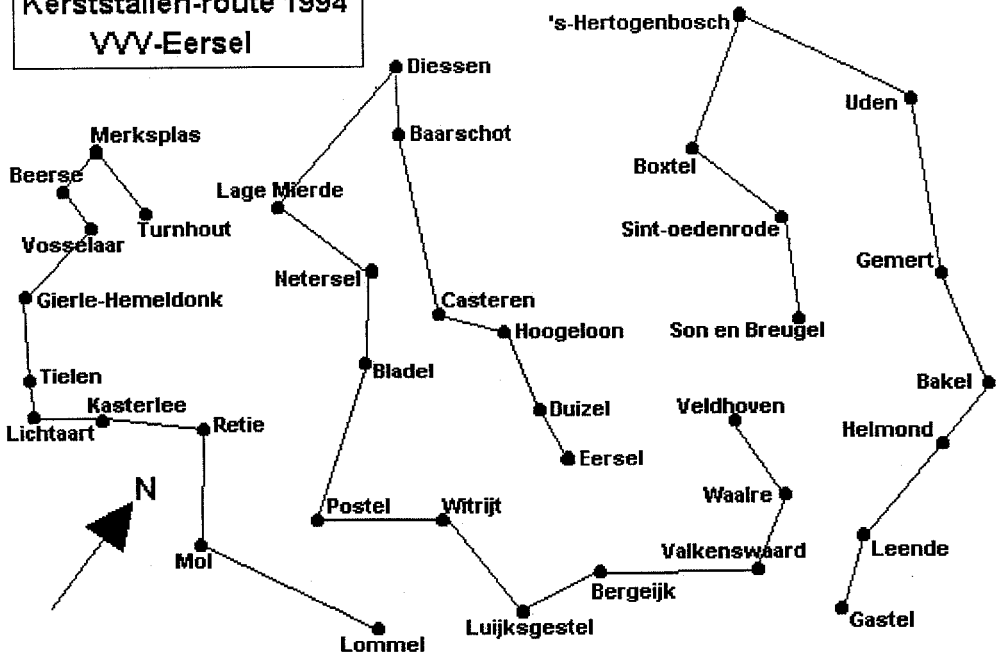 Kerststallen-route 1994
VVV-Eersel
's-Hertogenbosch
Diessen
Uden
Baarschot
Merksplas
Boxtel
Beerse
Lage Mierde
Turnhout
Sint-oedenrode
Vosselaar
Gemert
Netersel
Gierle-Hemeldonk
Casteren
Hoogeloon
Son en Breugel
Bladel
Tielen
Bakel
Kasterlee
Veldhoven
Duizel
Lichtaart
Retie
Helmond
Eersel
N
Waalre
Postel
Witrijt
Valkenswaard
Leende
Mol
Bergeijk
Gastel
Luijksgestel
Lommel